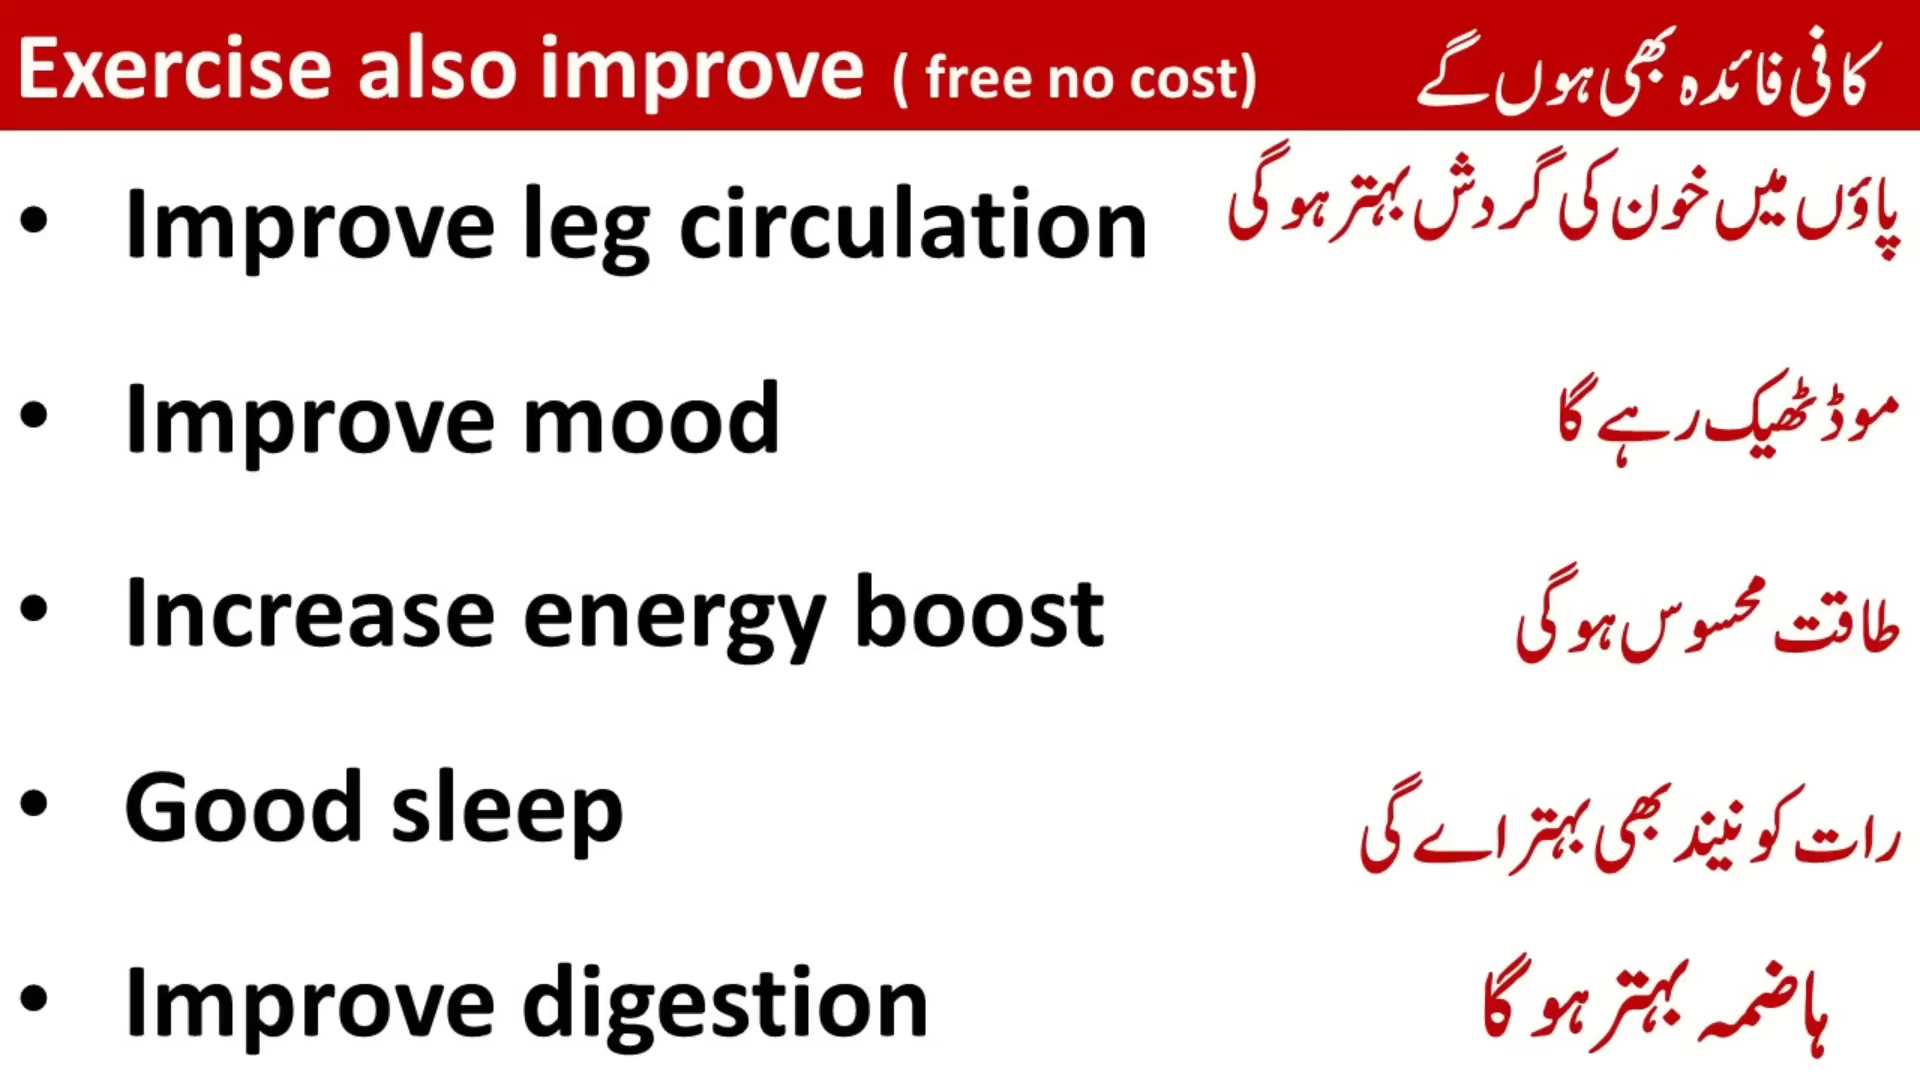 Exercise also improve ( free no cost) کافی فائدہ بھی ہوں گے
• Improve leg circulation پاؤں میں خون کی گردش بہتر ہو گی
• Improve mood موڈ ٹھیک رہے گا
• Increase energy boost طاقت محسوس ہو گی
• Good sleep رات کو نیند بھی بہتر اے گی
• Improve digestion ہاضمہ بہتر ہو گا